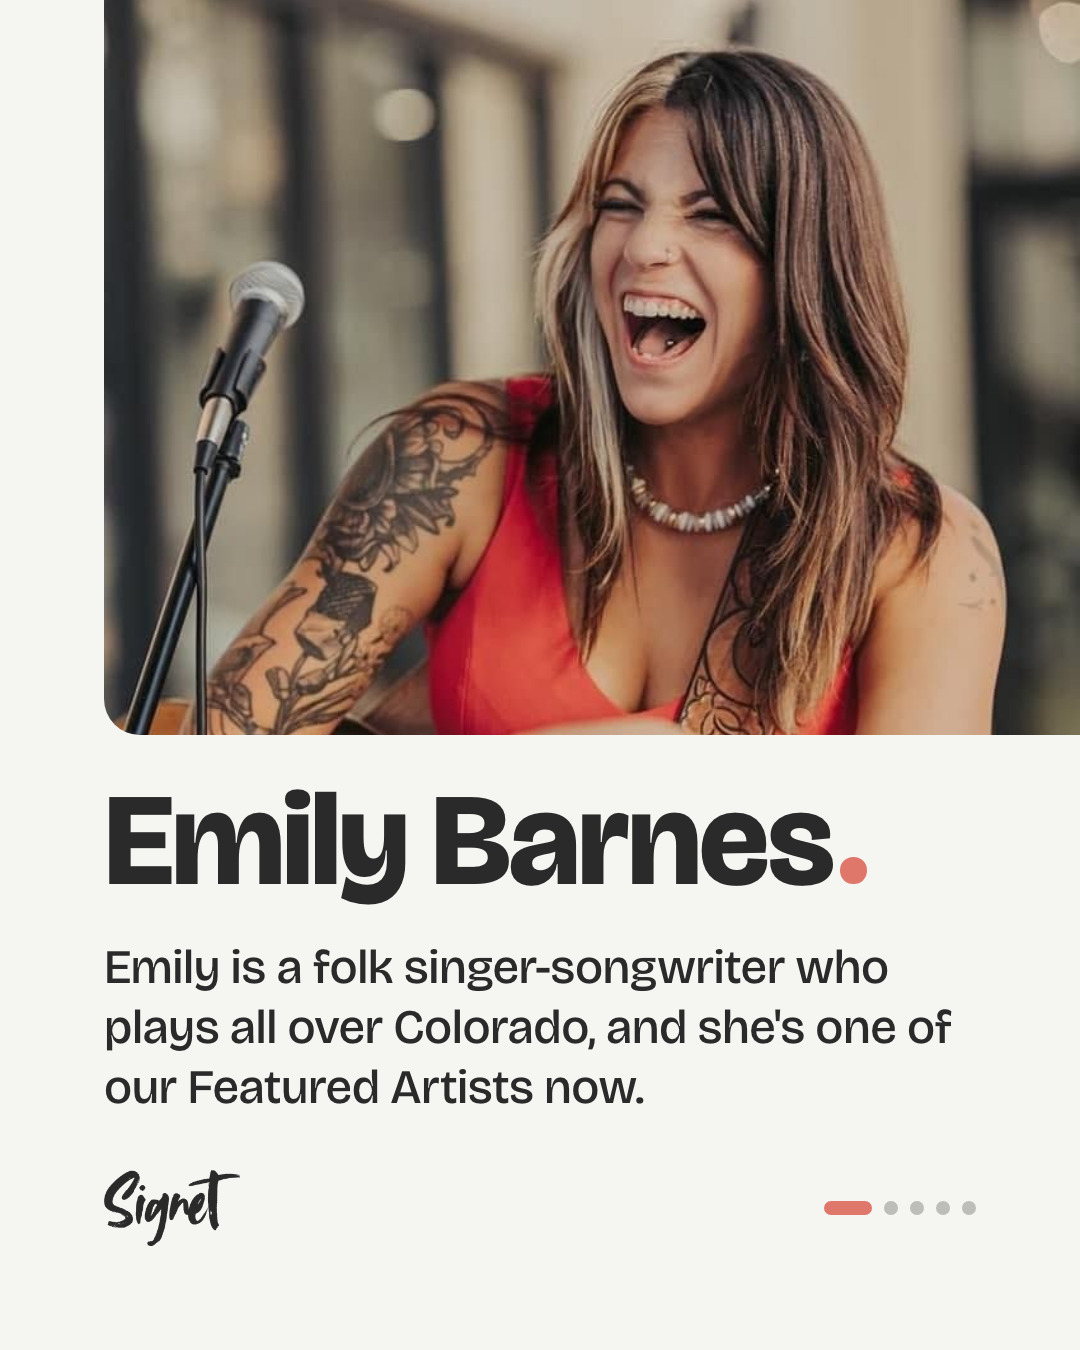 Emily Barnes.
Emily is a folk singer-songwriter who
plays all over Colorado, and she's one of
our Featured Artists now.
Signet